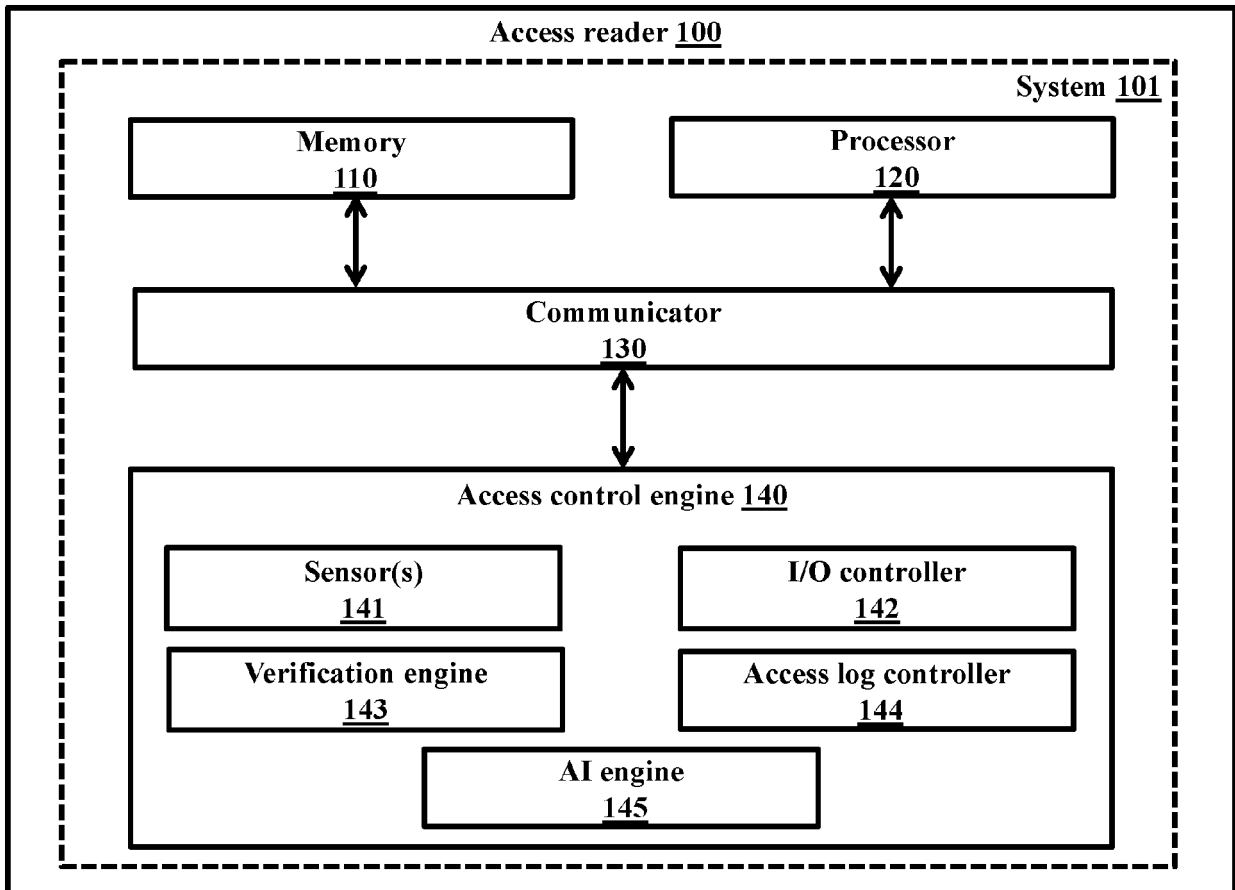 Access reader 100
System 101
Memory
110
Processor
120
Communicator
130
Access control engine 140
Sensor(s)
141
I/O controller
142
Verification engine
143
Access log controller
144
AI engine
145